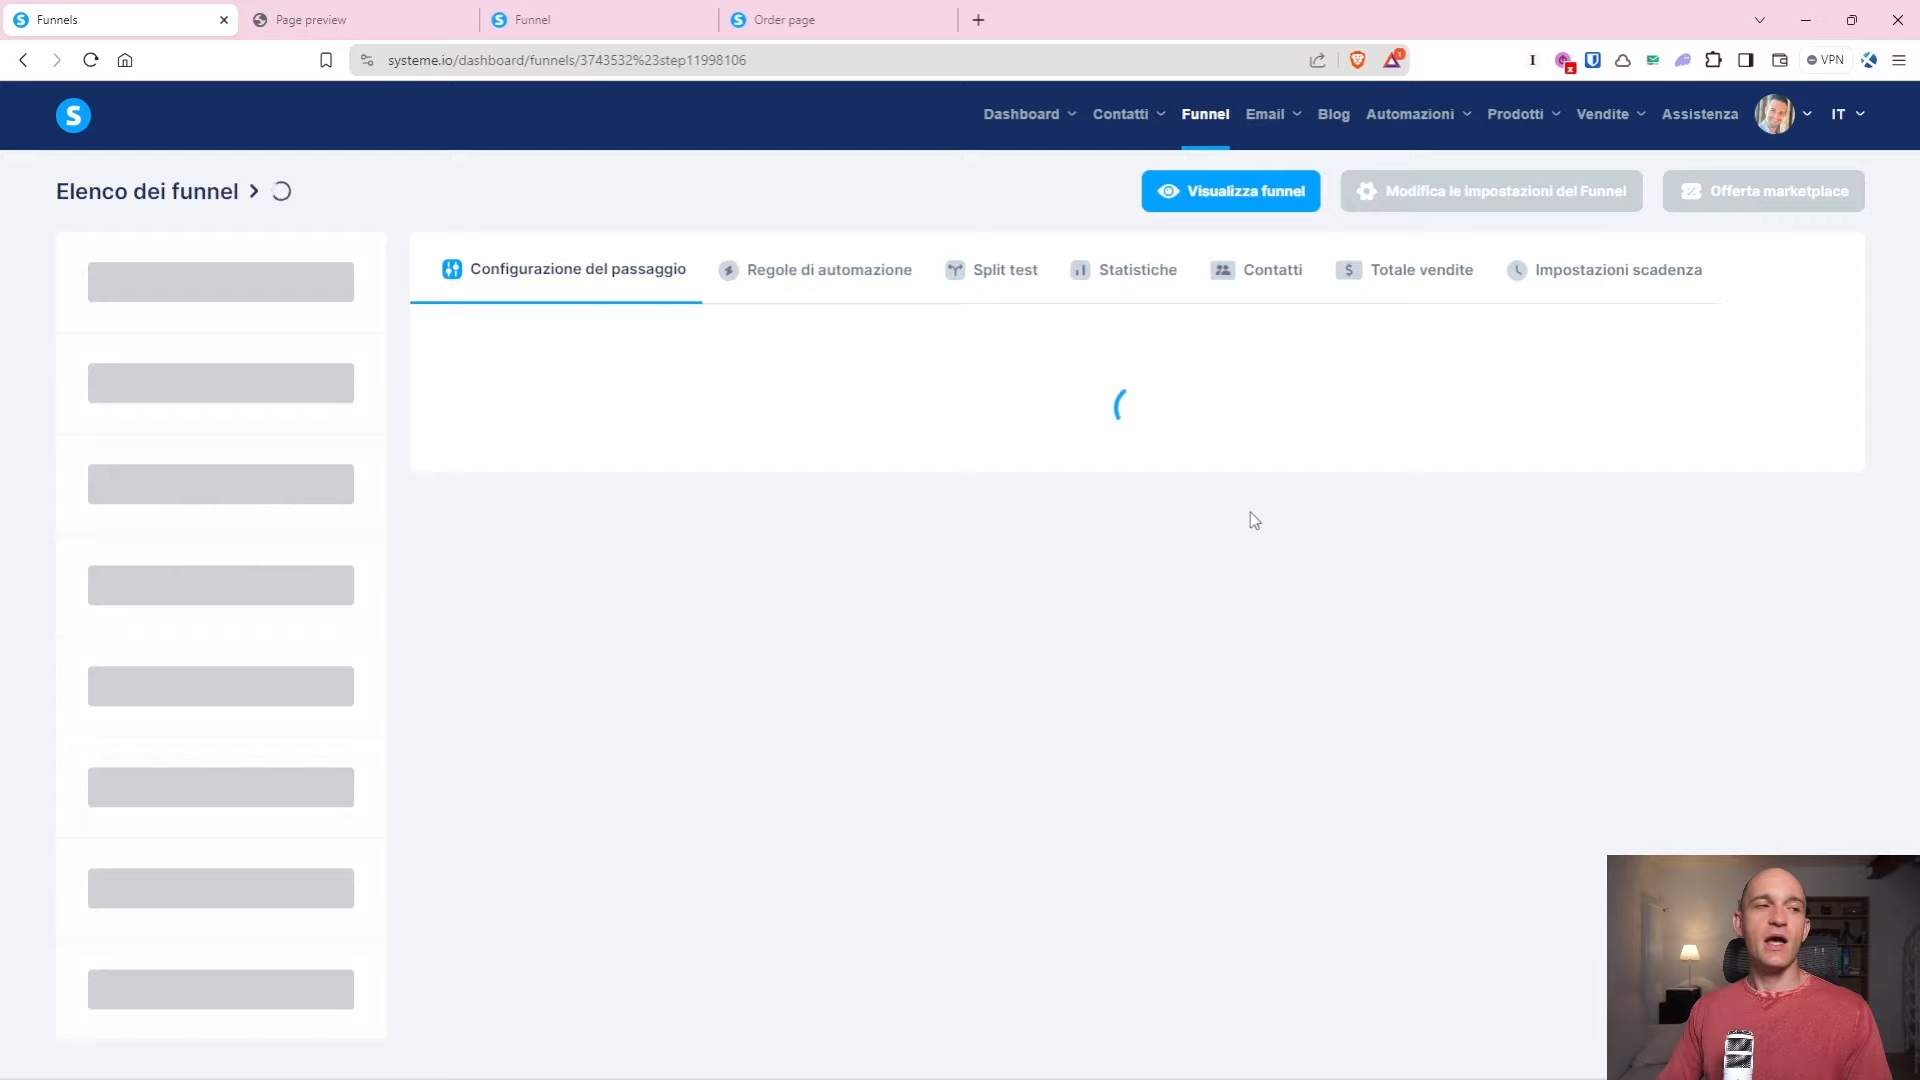 Funnels
Page preview
Funnel
Order page
systeme.io/dashboard/funnels/3743532%23step11998106
1
VPN
S
Dashboard
Contatti
Funnel
Email
Blog
Automazioni
Prodotti
Vendite
Assistenza
IT
Elenco dei funnel
Visualizza funnel
Modifica le impostazioni del Funnel
Offerta marketplace
Configurazione del passaggio
Regole di automazione
Split test
Statistiche
Contatti
Totale vendite
Impostazioni scadenza